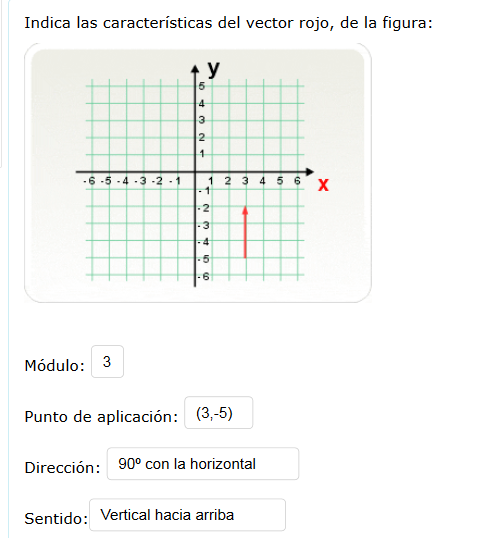 Indica las características del vector rojo, de la figura:
y
5
4
3
2
1
-6 -5 -4 -3 -2 -1 1 2 3 4 5 6 x
-1
-2
-3
-4
-5
-6
Módulo: 3
Punto de aplicación: (3,-5)
Dirección: 90º con la horizontal
Sentido: Vertical hacia arriba